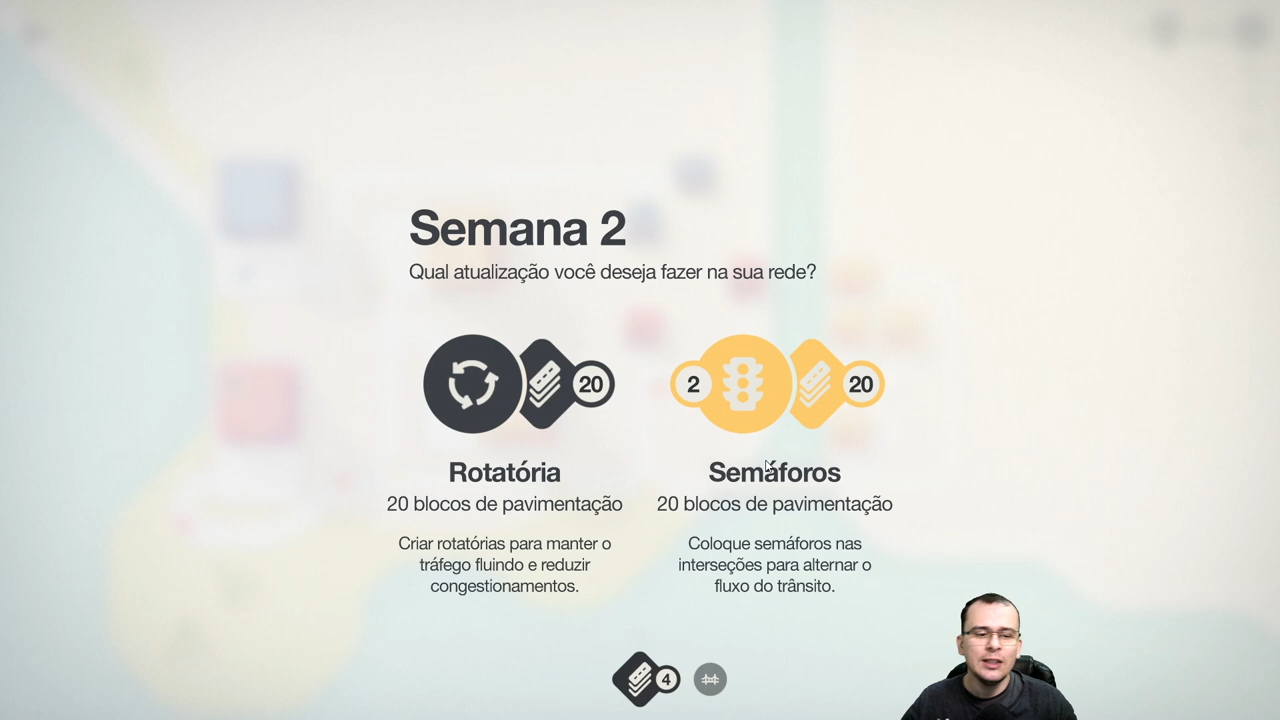 Semana 2
Qual atualização você deseja fazer na sua rede?
20
2
20
Rotatória
20 blocos de pavimentação
Criar rotatórias para manter o
tráfego fluindo e reduzir
congestionamentos.
Semáforos
20 blocos de pavimentação
Coloque semáforos nas
interseções para alternar o
fluxo do trânsito.
4